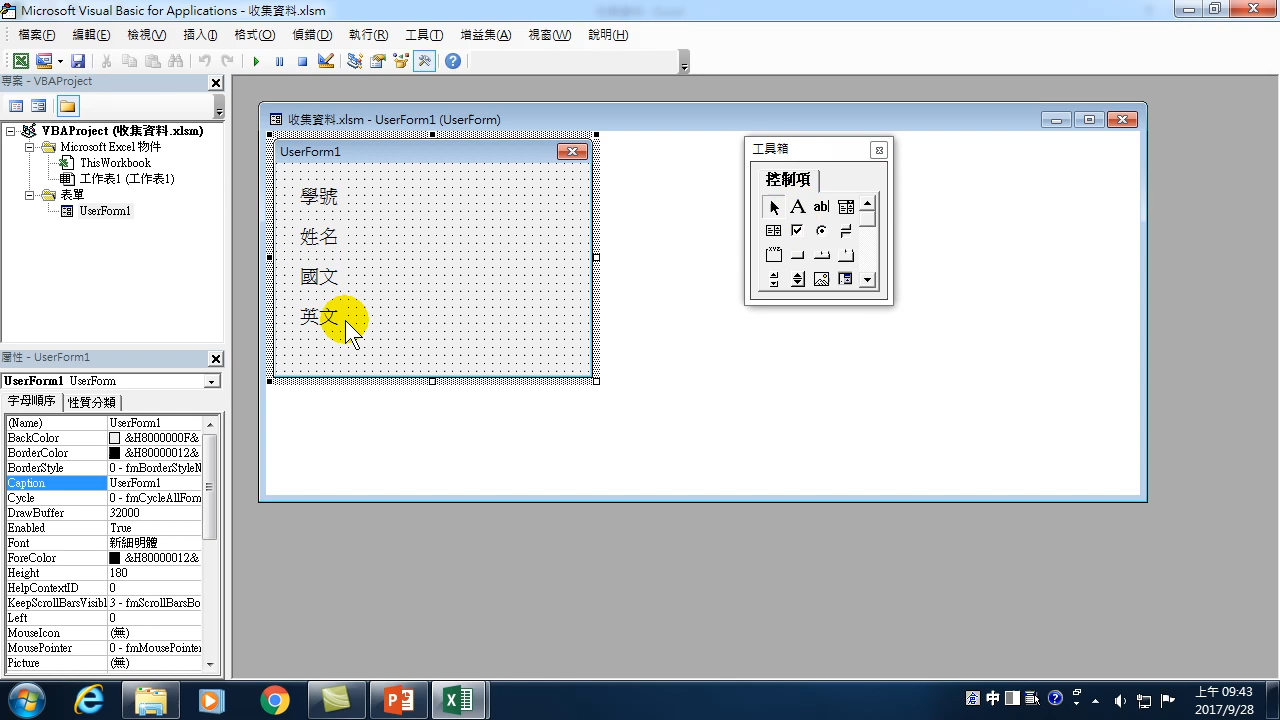 Microsoft Visual Basic for Applications - 收集資料.xlsm
檔案(F) 編輯(E) 檢視(V) 插入(I) 格式(O) 偵錯(D) 執行(R) 工具(T) 增益集(A) 視窗(W) 說明(H)
專案 - VBAProject
VBAProject (收集資料.xlsm)
Microsoft Excel 物件
ThisWorkbook
工作表1 (工作表1)
表單
UserForm1
屬性 - UserForm1
UserForm1 UserForm
字母順序 性質分類
(Name) UserForm1
BackColor &H8000000F&
BorderColor &H80000012&
BorderStyle 0 - fmBorderStyleN
Caption UserForm1
Cycle 0 - fmCycleAllForm
DrawBuffer 32000
Enabled True
Font 新細明體
ForeColor &H80000012&
Height 180
HelpContextID 0
KeepScrollBarsVisibl 3 - fmScrollBarsBo
Left 0
MouseIcon (無)
MousePointer 0 - fmMousePointer
Picture (無)
收集資料.xlsm - UserForm1 (UserForm)
UserForm1
學號
姓名
國文
英文
工具箱
控制項
A ab|
中
上午 09:43
2017/9/28